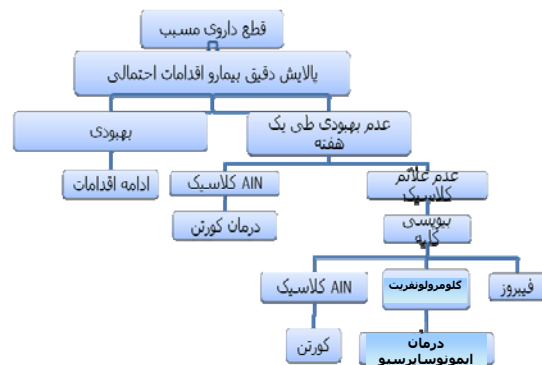 قطع داروی مسبب
پالایش دقیق بیمارو اقدامات احتمالی
عدم بهبودی طی یک
هفته
بهبودی
عدم علائم
کلاسیک
AIN کلاسیک
ادامه اقدامات
بیوپسی
کلیه
درمان کورتن
فیبروز
گلومرولونفریت
AIN کلاسیک
درمان
ایمونوساپرسیو
کورتن